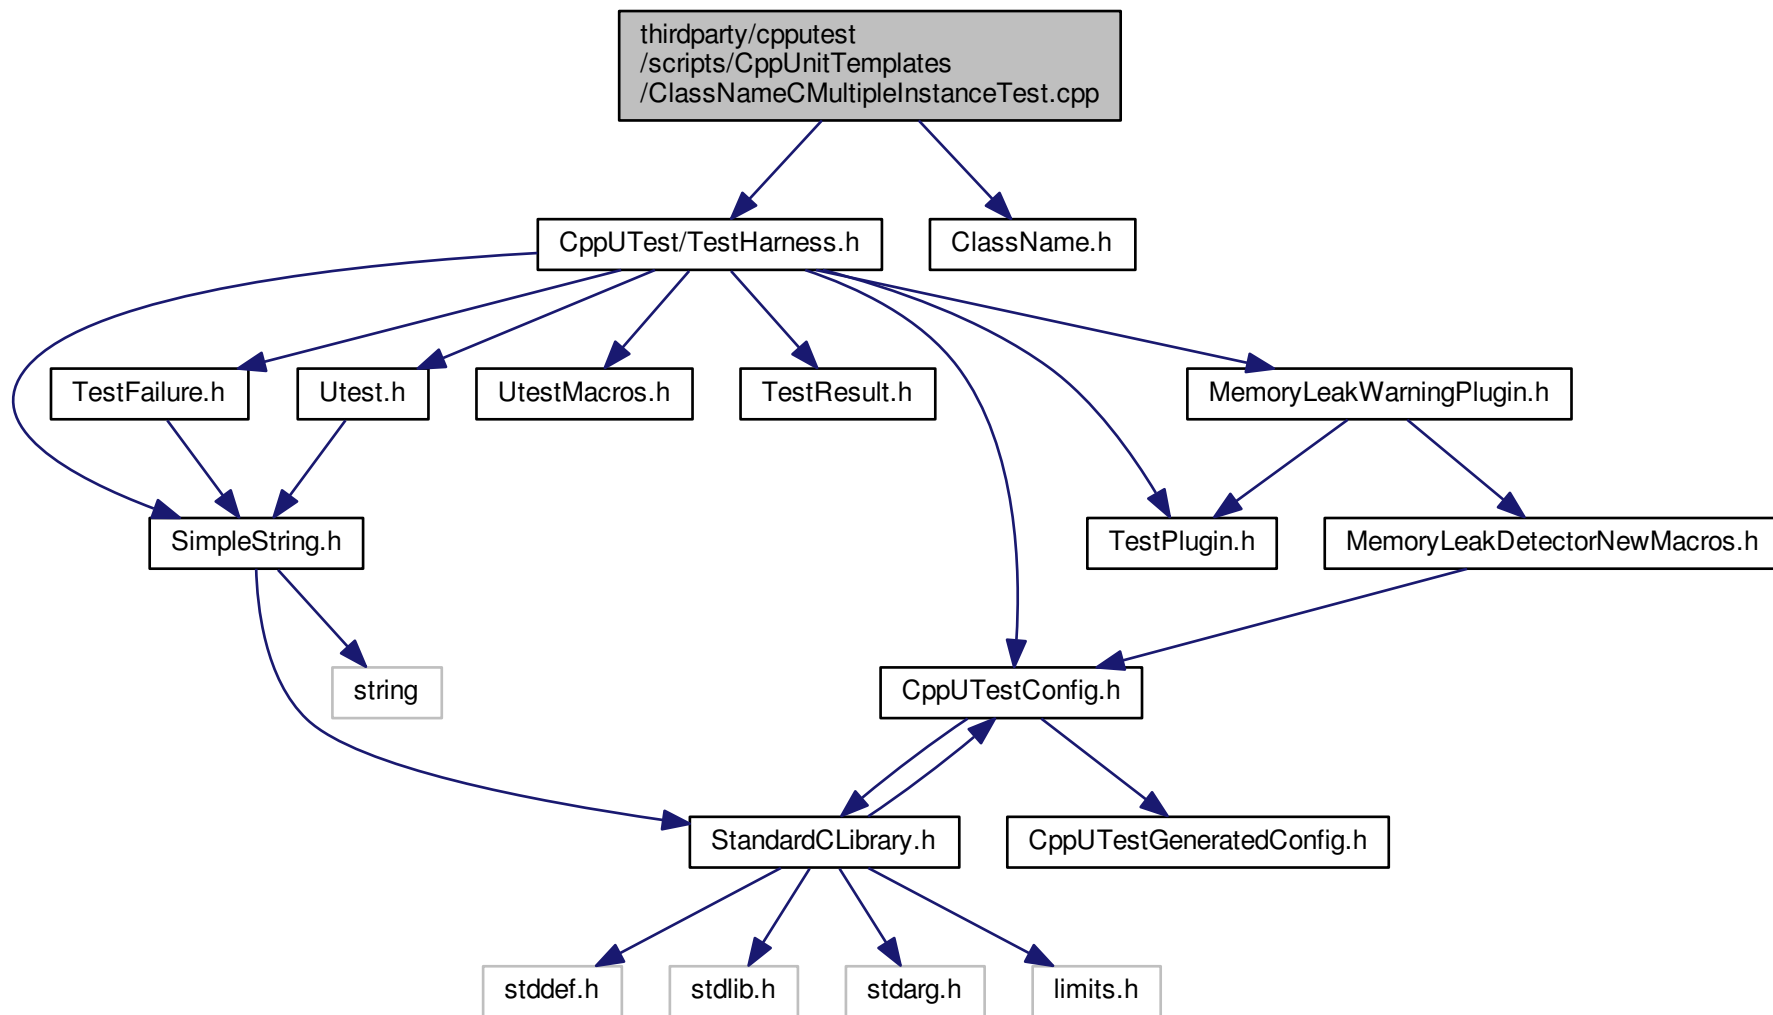 thirdparty/cpputest
/scripts/CppUnitTemplates
/ClassNameCMultipleInstanceTest.cpp
CppUTest/TestHarness.h
ClassName.h
TestFailure.h
Utest.h
UtestMacros.h
TestResult.h
MemoryLeakWarningPlugin.h
SimpleString.h
TestPlugin.h
MemoryLeakDetectorNewMacros.h
string
CppUTestConfig.h
StandardCLibrary.h
CppUTestGeneratedConfig.h
stddef.h
stdlib.h
stdarg.h
limits.h